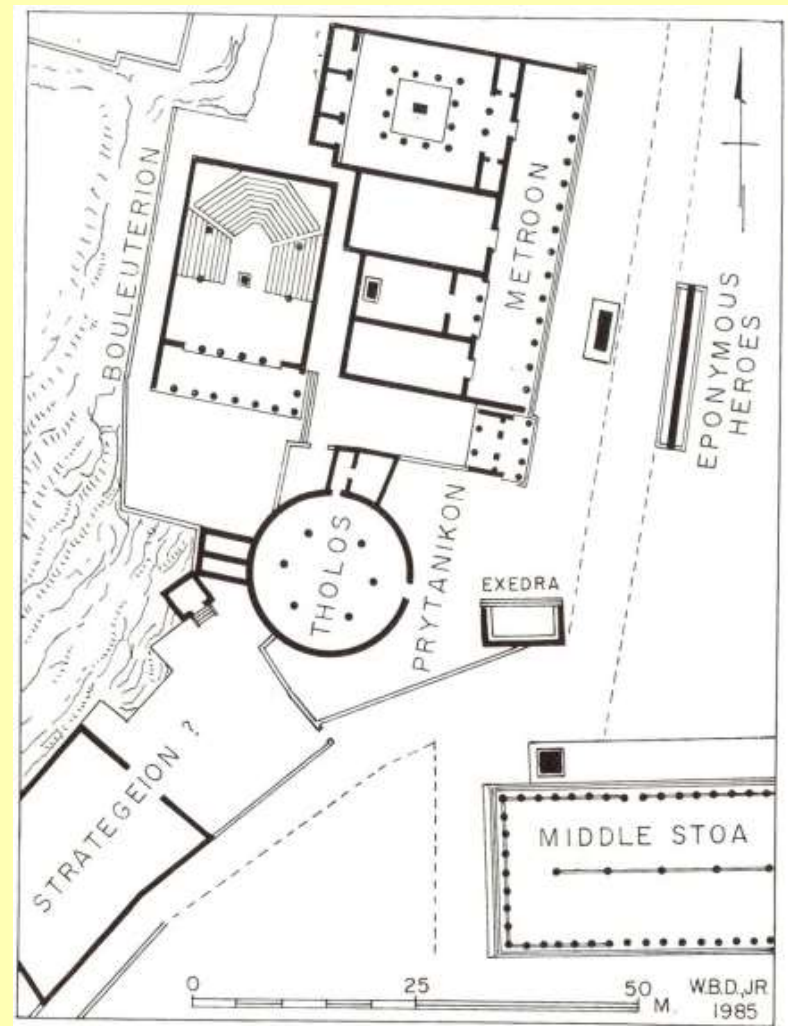 BOULEUTERION
METROON
EPONYMOUS
HEROES
THOLOS
PRYTANIKON
EXEDRA
STRATEGEION ?
MIDDLE STOA
0 25 50 M.
W.B.D., JR
1985